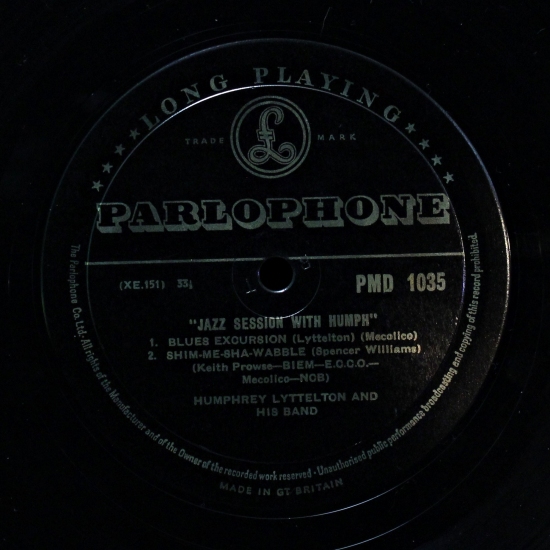 LONG PLAYING
TRADE MARK
£
PARLOPHONE
(XE.151) 33⅓
PMD 1035
"JAZZ SESSION WITH HUMPH"
1. BLUES EXCURSION (Lyttelton) (Mecolico)
2. SHIM-ME-SHA-WABBLE (Spencer Williams)
(Keith Prowse—BIEM—E.C.C.O.—
Mecolico—NCB)
HUMPHREY LYTTELTON AND
HIS BAND
The Parlophone Co. Ltd. All rights of the Manufacturer and of the Owner of the recorded work reserved - Unauthorised public performance broadcasting and copying of this record prohibited.
MADE IN GT. BRITAIN